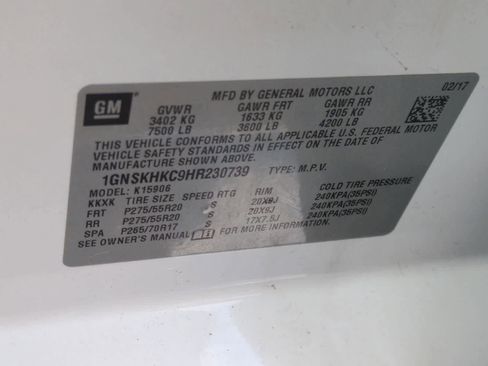 GM
MFD BY GENERAL MOTORS LLC 02/17
GVWR GAWR FRT GAWR RR
3402 KG 1633 KG 1905 KG
7500 LB 3600 LB 4200 LB
THIS VEHICLE CONFORMS TO ALL APPLICABLE U.S. FEDERAL MOTOR
VEHICLE SAFETY STANDARDS IN EFFECT ON THE DATE OF
MANUFACTURE SHOWN ABOVE.
1GNSKHKC9HR230739 TYPE: M.P.V.
MODEL: K15906
KKXK TIRE SIZE SPEED RTG RIM COLD TIRE PRESSURE
FRT P275/55R20 S 20X9J 240KPA(35PSI)
RR P275/55R20 S 20X9J 240KPA(35PSI)
SPA P265/70R17 S 17X7.5J 240KPA(35PSI)
SEE OWNER'S MANUAL FOR MORE INFORMATION.